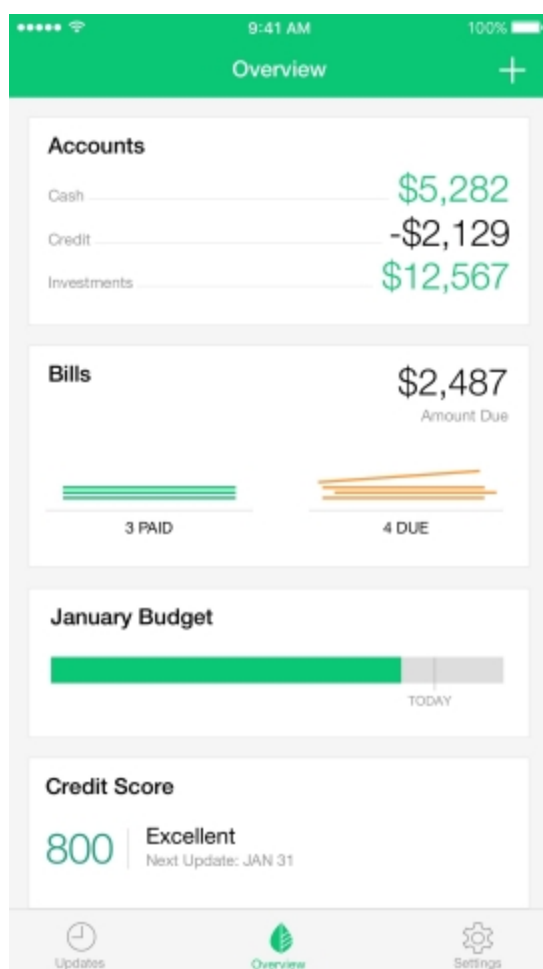 9:41 AM 100%
Overview
Accounts
Cash $5,282
Credit -$2,129
Investments $12,567
Bills $2,487
Amount Due
3 PAID 4 DUE
January Budget
TODAY
Credit Score
800 Excellent
Next Update: JAN 31
Updates Overview Settings